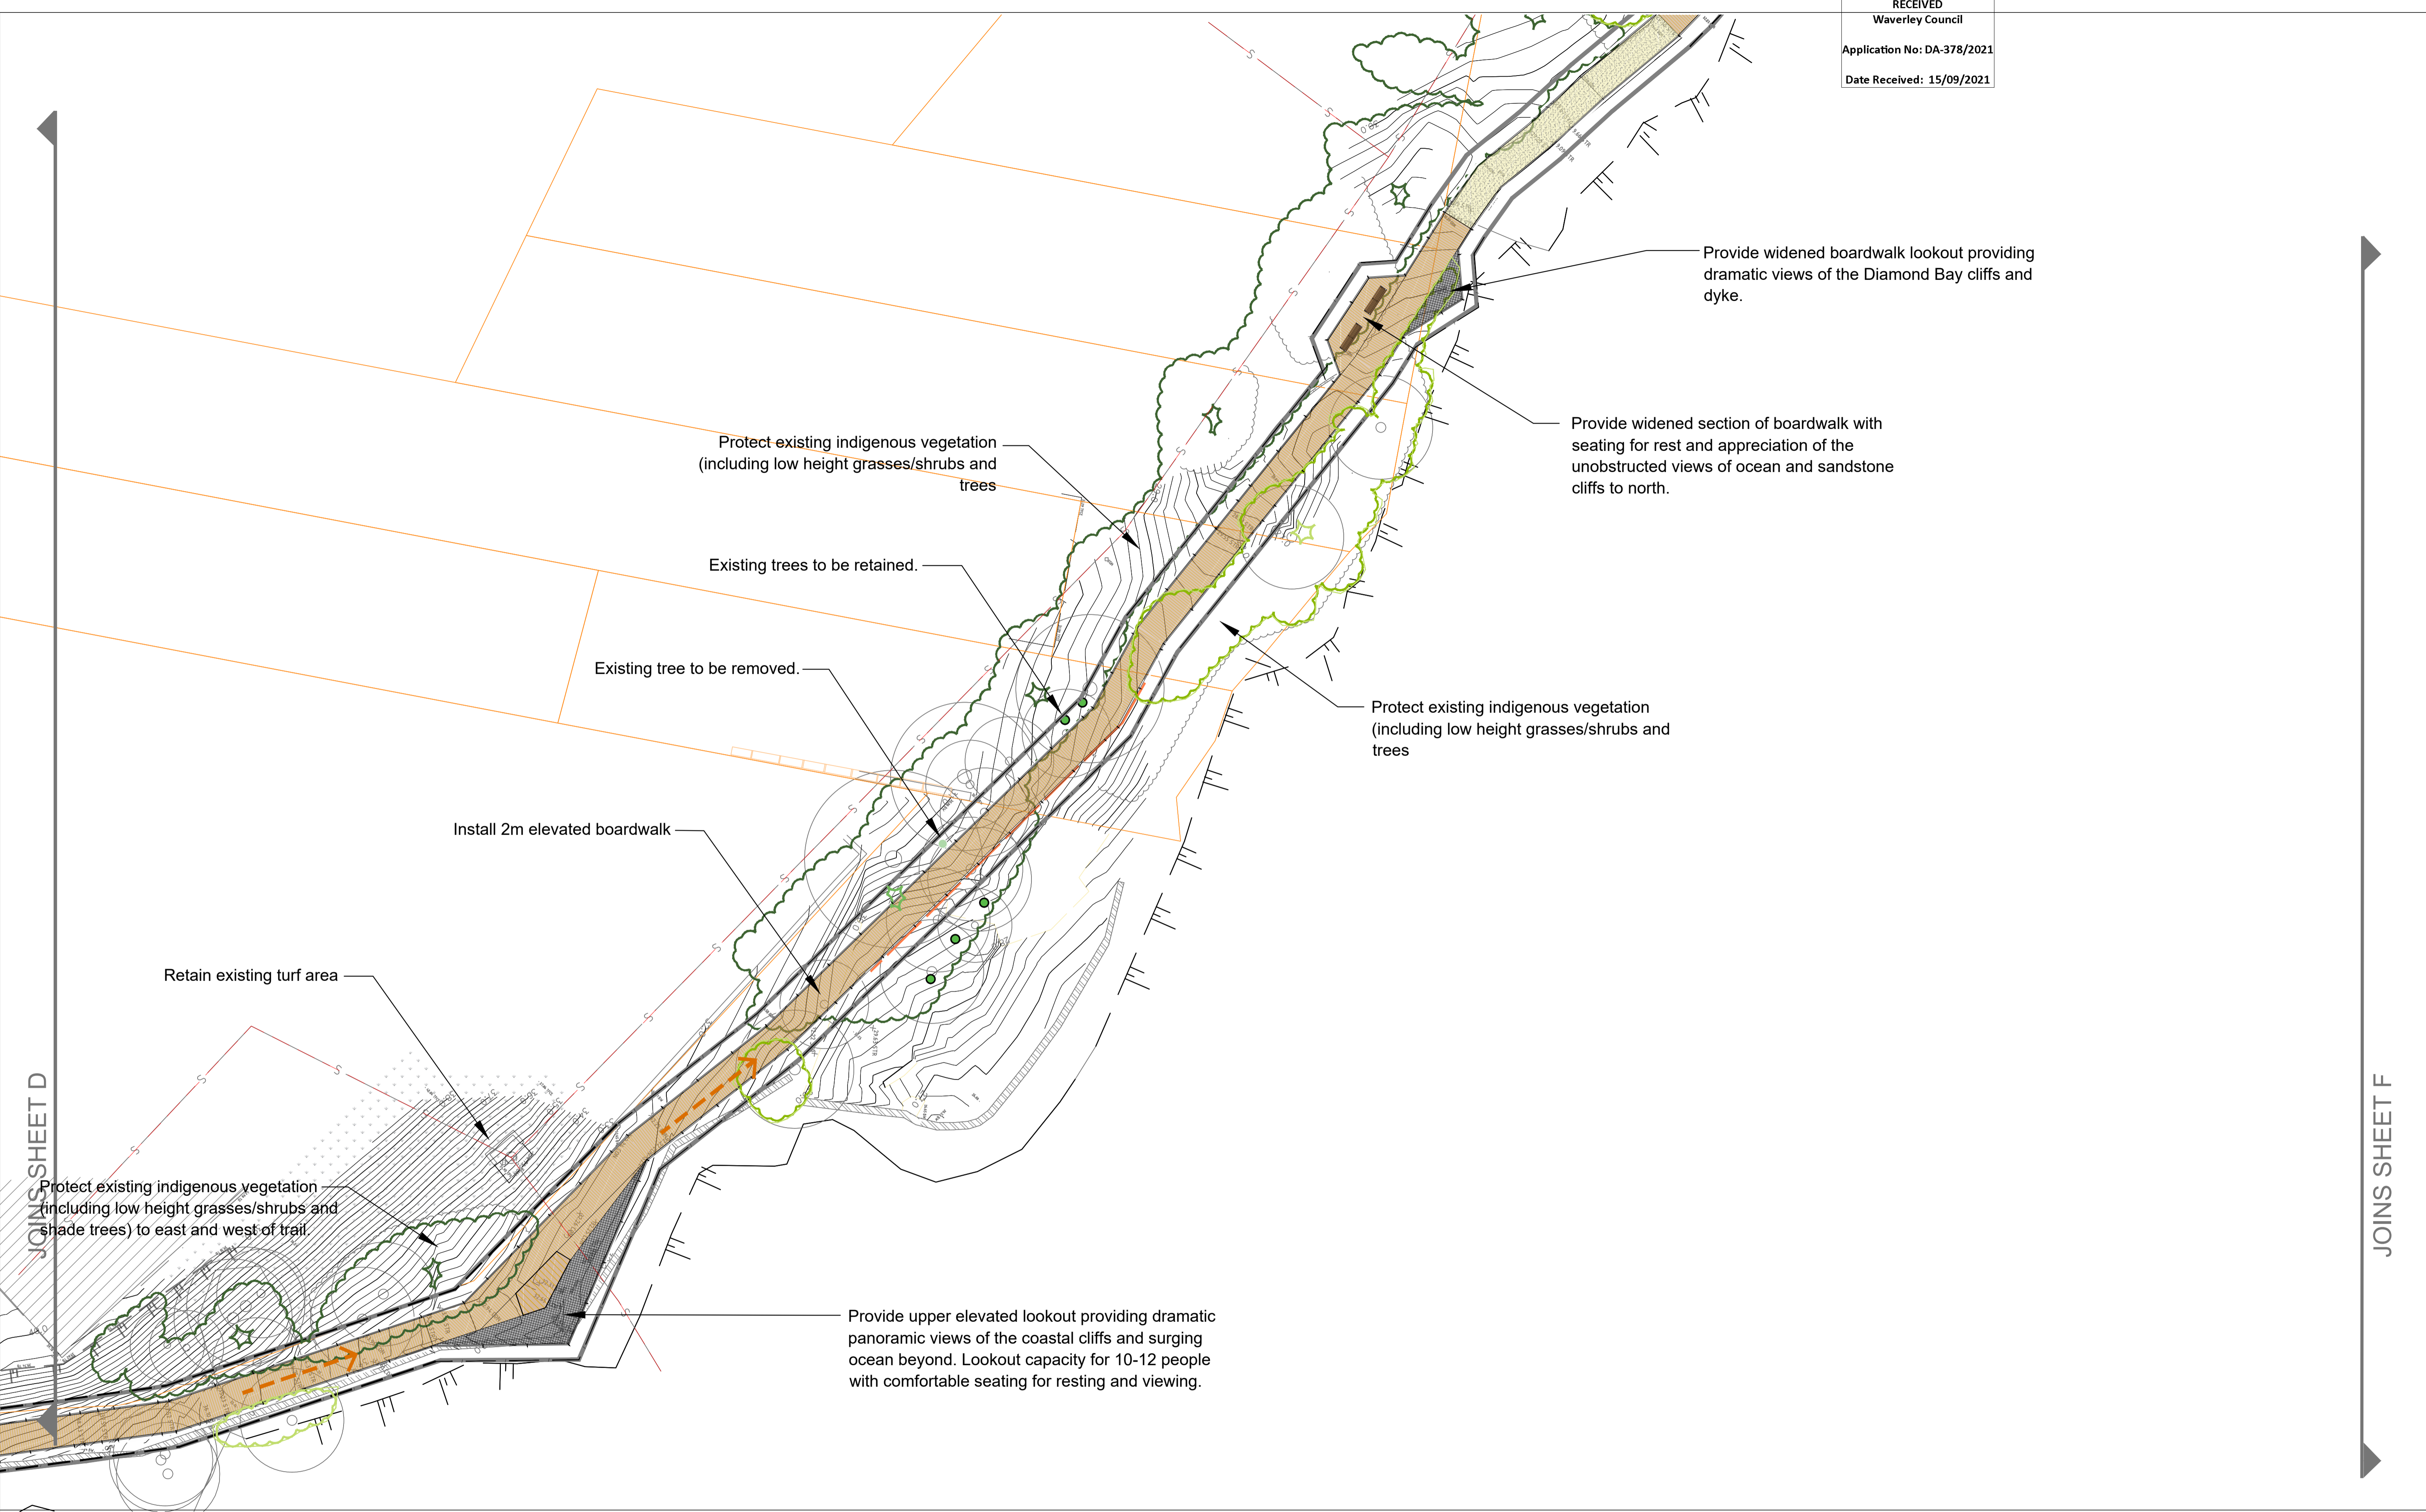 RECEIVED
Waverley Council
Application No: DA-378/2021
Date Received: 15/09/2021
Provide widened boardwalk lookout providing
dramatic views of the Diamond Bay cliffs and
dyke.
Provide widened section of boardwalk with
seating for rest and appreciation of the
unobstructed views of ocean and sandstone
cliffs to north.
Protect existing indigenous vegetation
(including low height grasses/shrubs and
trees
Existing trees to be retained.
Existing tree to be removed.
Protect existing indigenous vegetation
(including low height grasses/shrubs and
trees
Install 2m elevated boardwalk
Retain existing turf area
Protect existing indigenous vegetation
(including low height grasses/shrubs and
shade trees) to east and west of trail.
Provide upper elevated lookout providing dramatic
panoramic views of the coastal cliffs and surging
ocean beyond. Lookout capacity for 10-12 people
with comfortable seating for resting and viewing.
JOINS SHEET D
JOINS SHEET F